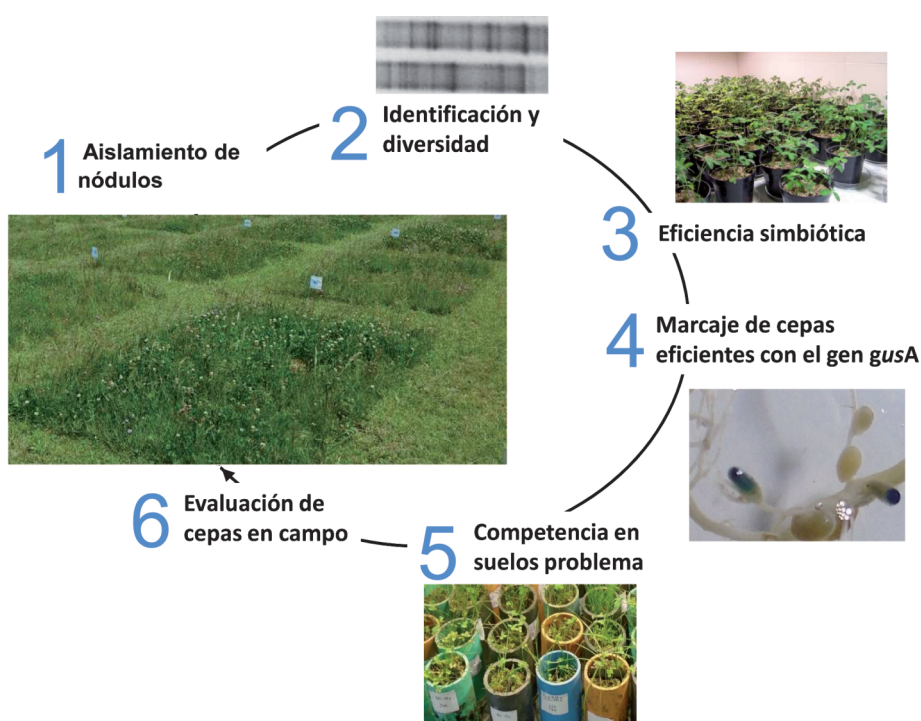 1 Aislamiento de
nódulos
2 Identificación y
diversidad
3 Eficiencia simbiótica
4 Marcaje de cepas
eficientes con el gen gusA
5 Competencia en
suelos problema
6 Evaluación de
cepas en campo